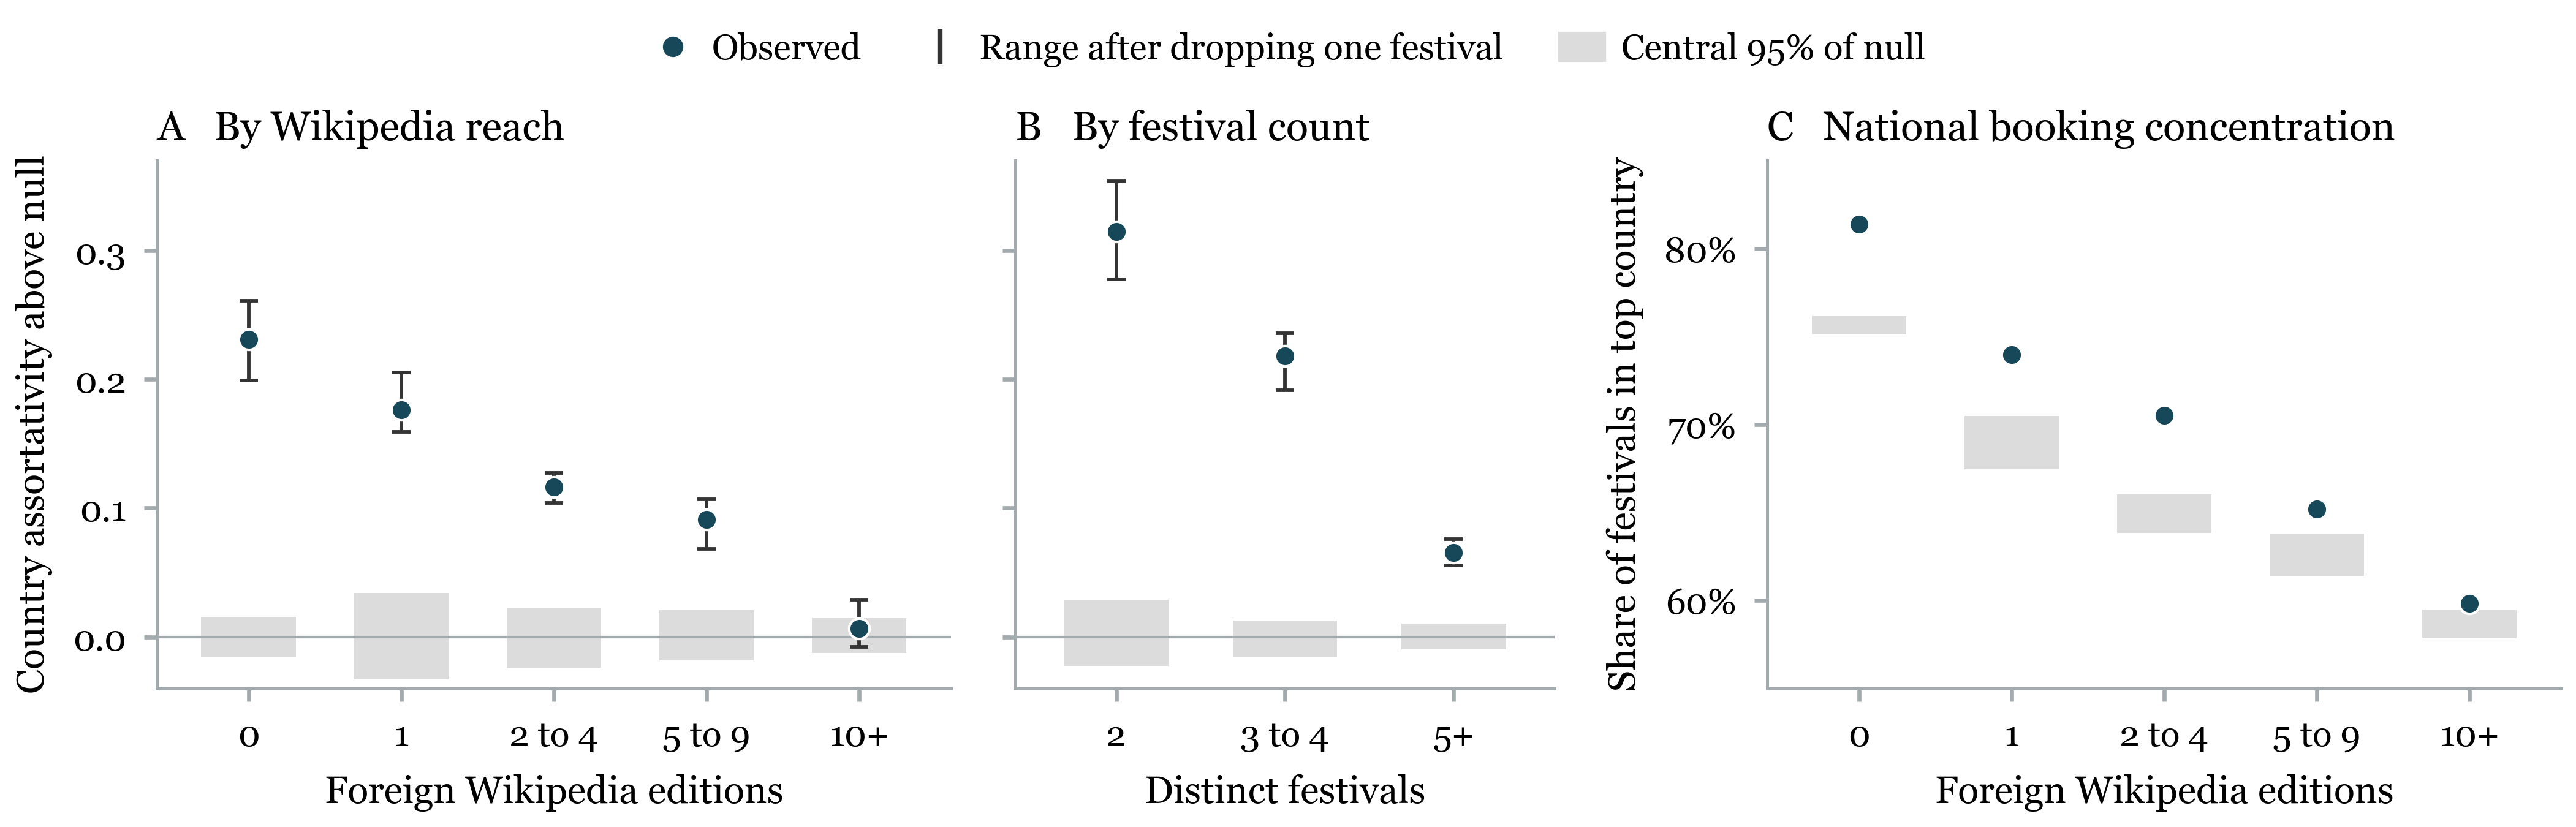 Observed
Range after dropping one festival
Central 95% of null
A By Wikipedia reach
Country assortativity above null
0.3
0.2
0.1
0.0
0 1 2 to 4 5 to 9 10+
Foreign Wikipedia editions
B By festival count
2 3 to 4 5+
Distinct festivals
C National booking concentration
Share of festivals in top country
80%
70%
60%
0 1 2 to 4 5 to 9 10+
Foreign Wikipedia editions